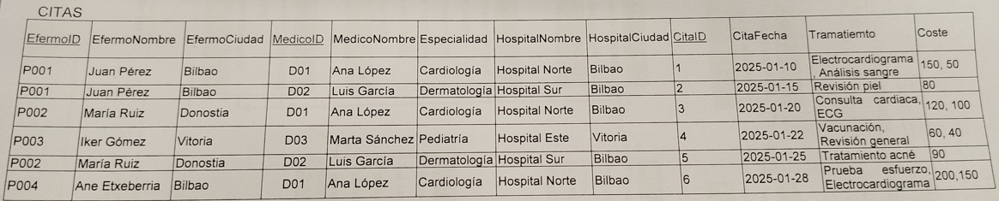 CITAS
EfermoID EfermoNombre EfermoCiudad MedicoID MedicoNombre Especialidad HospitalNombre HospitalCiudad CitaID CitaFecha Tramatiemto Coste
P001 Juan Pérez Bilbao D01 Ana López Cardiología Hospital Norte Bilbao 1 2025-01-10 Electrocardiograma 150, 50
, Análisis sangre
P001 Juan Pérez Bilbao D02 Luis García Dermatología Hospital Sur Bilbao 2 2025-01-15 Revisión piel 80
P002 María Ruiz Donostia D01 Ana López Cardiología Hospital Norte Bilbao 3 2025-01-20 Consulta cardiaca, 120, 100
ECG
P003 Iker Gómez Vitoria D03 Marta Sánchez Pediatría Hospital Este Vitoria 4 2025-01-22 Vacunación, 60, 40
Revisión general
P002 María Ruiz Donostia D02 Luis García Dermatología Hospital Sur Bilbao 5 2025-01-25 Tratamiento acné 90
P004 Ane Etxeberria Bilbao D01 Ana López Cardiología Hospital Norte Bilbao 6 2025-01-28 Prueba esfuerzo, 200,150
Electrocardiograma